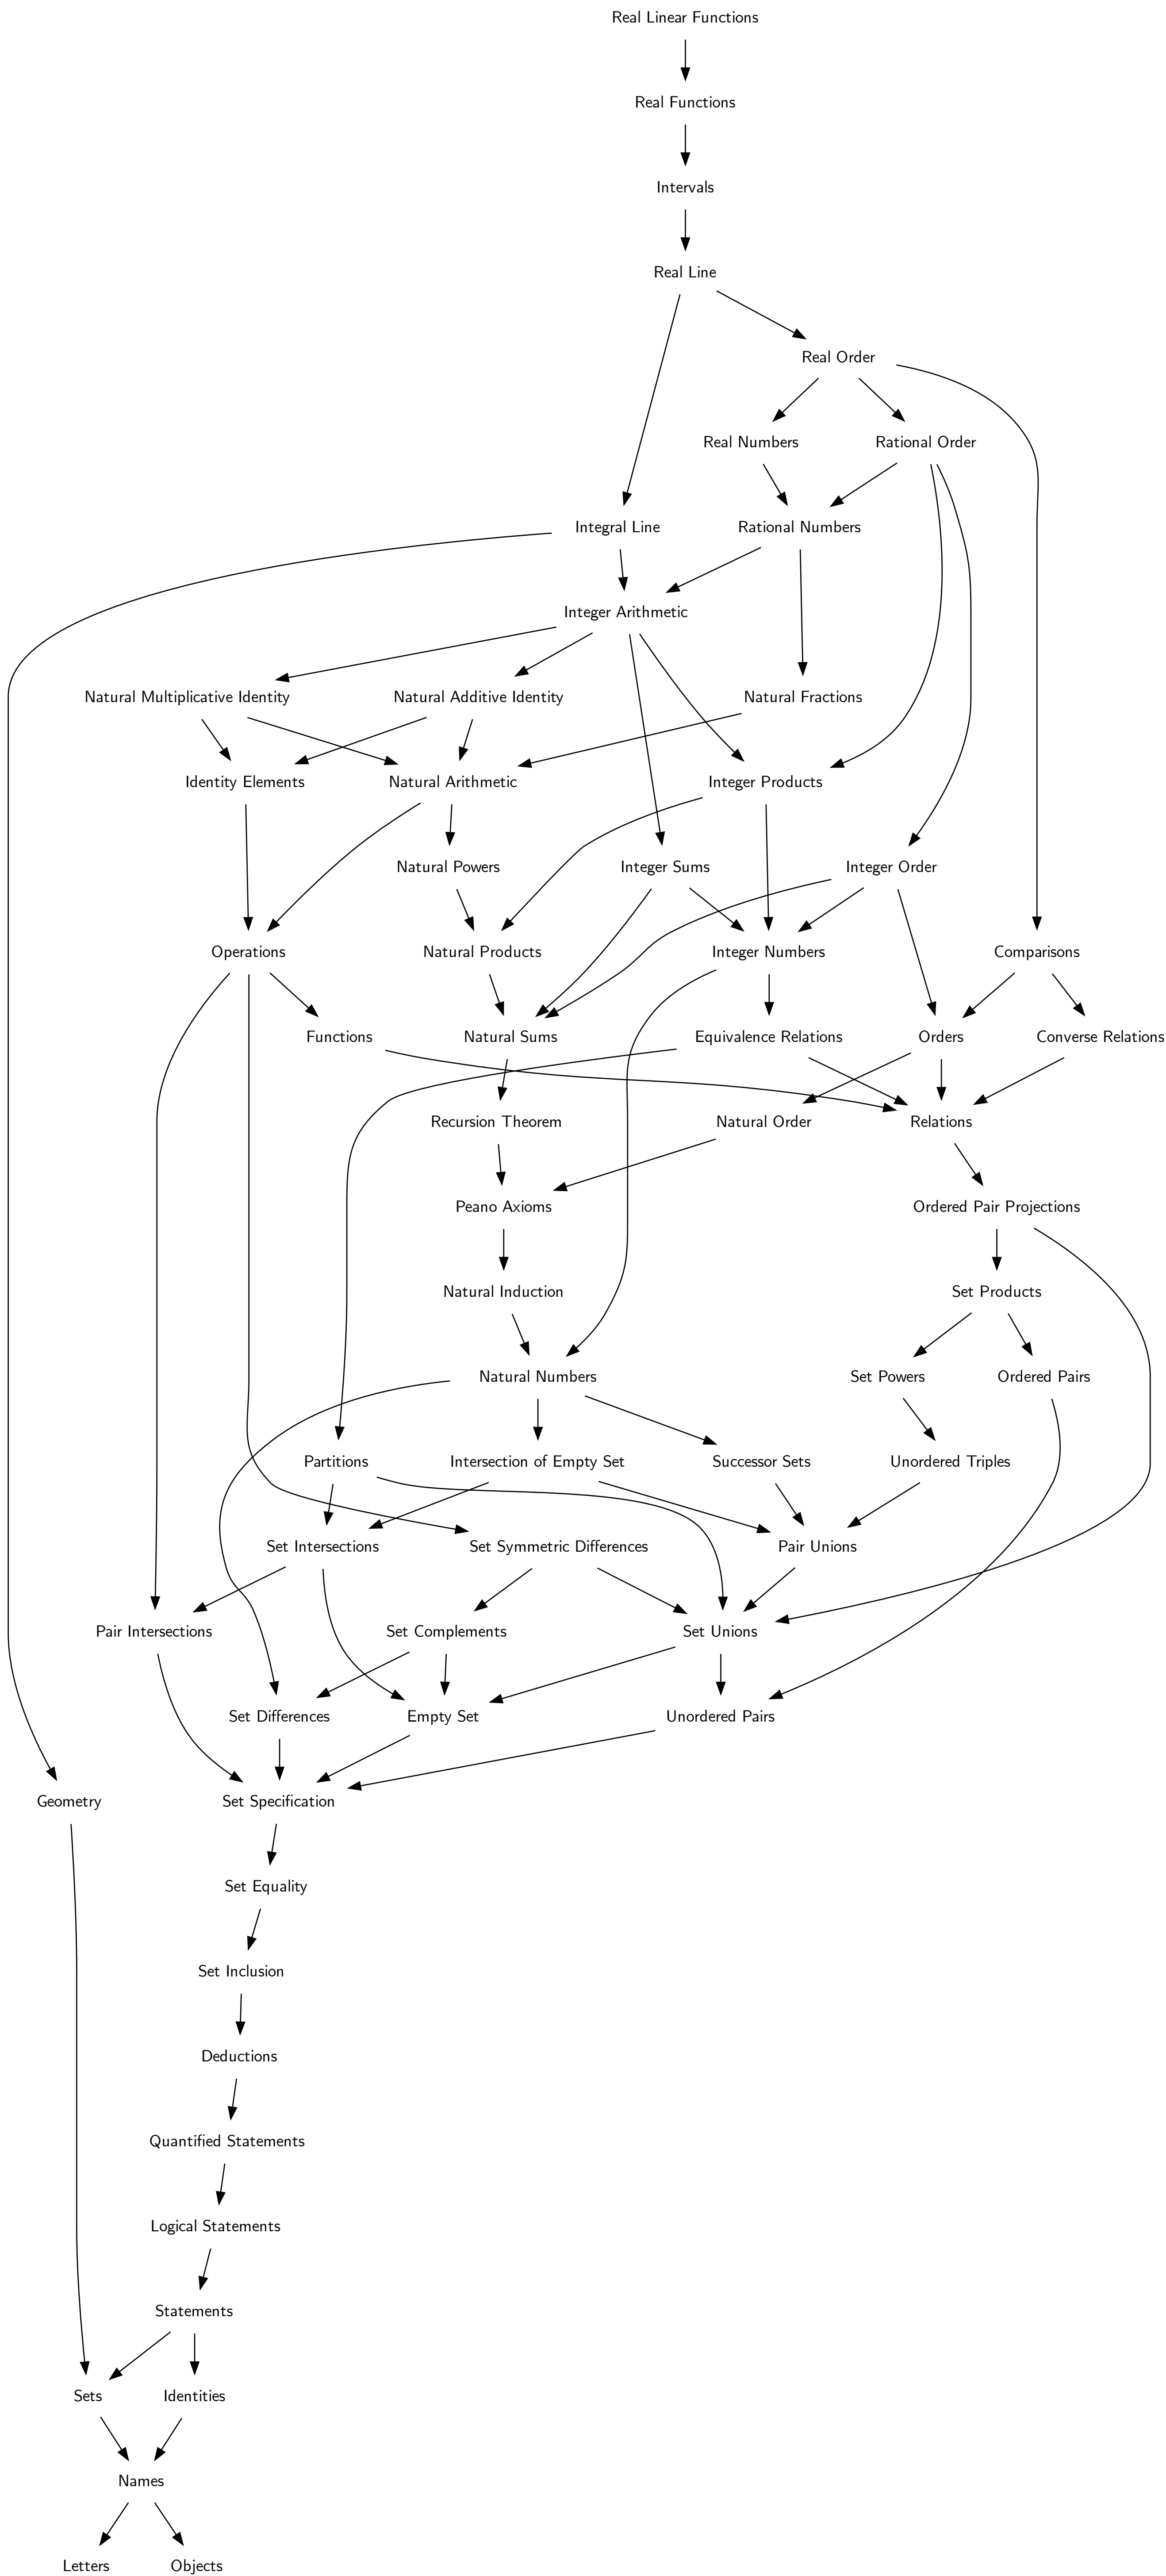 Real Linear Functions
Real Functions
Intervals
Real Line
Real Order
Real Numbers
Rational Order
Integral Line
Rational Numbers
Integer Arithmetic
Natural Multiplicative Identity
Natural Additive Identity
Natural Fractions
Identity Elements
Natural Arithmetic
Integer Products
Natural Powers
Integer Sums
Integer Order
Operations
Natural Products
Integer Numbers
Comparisons
Functions
Natural Sums
Equivalence Relations
Orders
Converse Relations
Recursion Theorem
Natural Order
Relations
Peano Axioms
Ordered Pair Projections
Natural Induction
Set Products
Natural Numbers
Set Powers
Ordered Pairs
Partitions
Intersection of Empty Set
Successor Sets
Unordered Triples
Set Intersections
Set Symmetric Differences
Pair Unions
Pair Intersections
Set Complements
Set Unions
Set Differences
Empty Set
Unordered Pairs
Geometry
Set Specification
Set Equality
Set Inclusion
Deductions
Quantified Statements
Logical Statements
Statements
Sets
Identities
Names
Letters
Objects